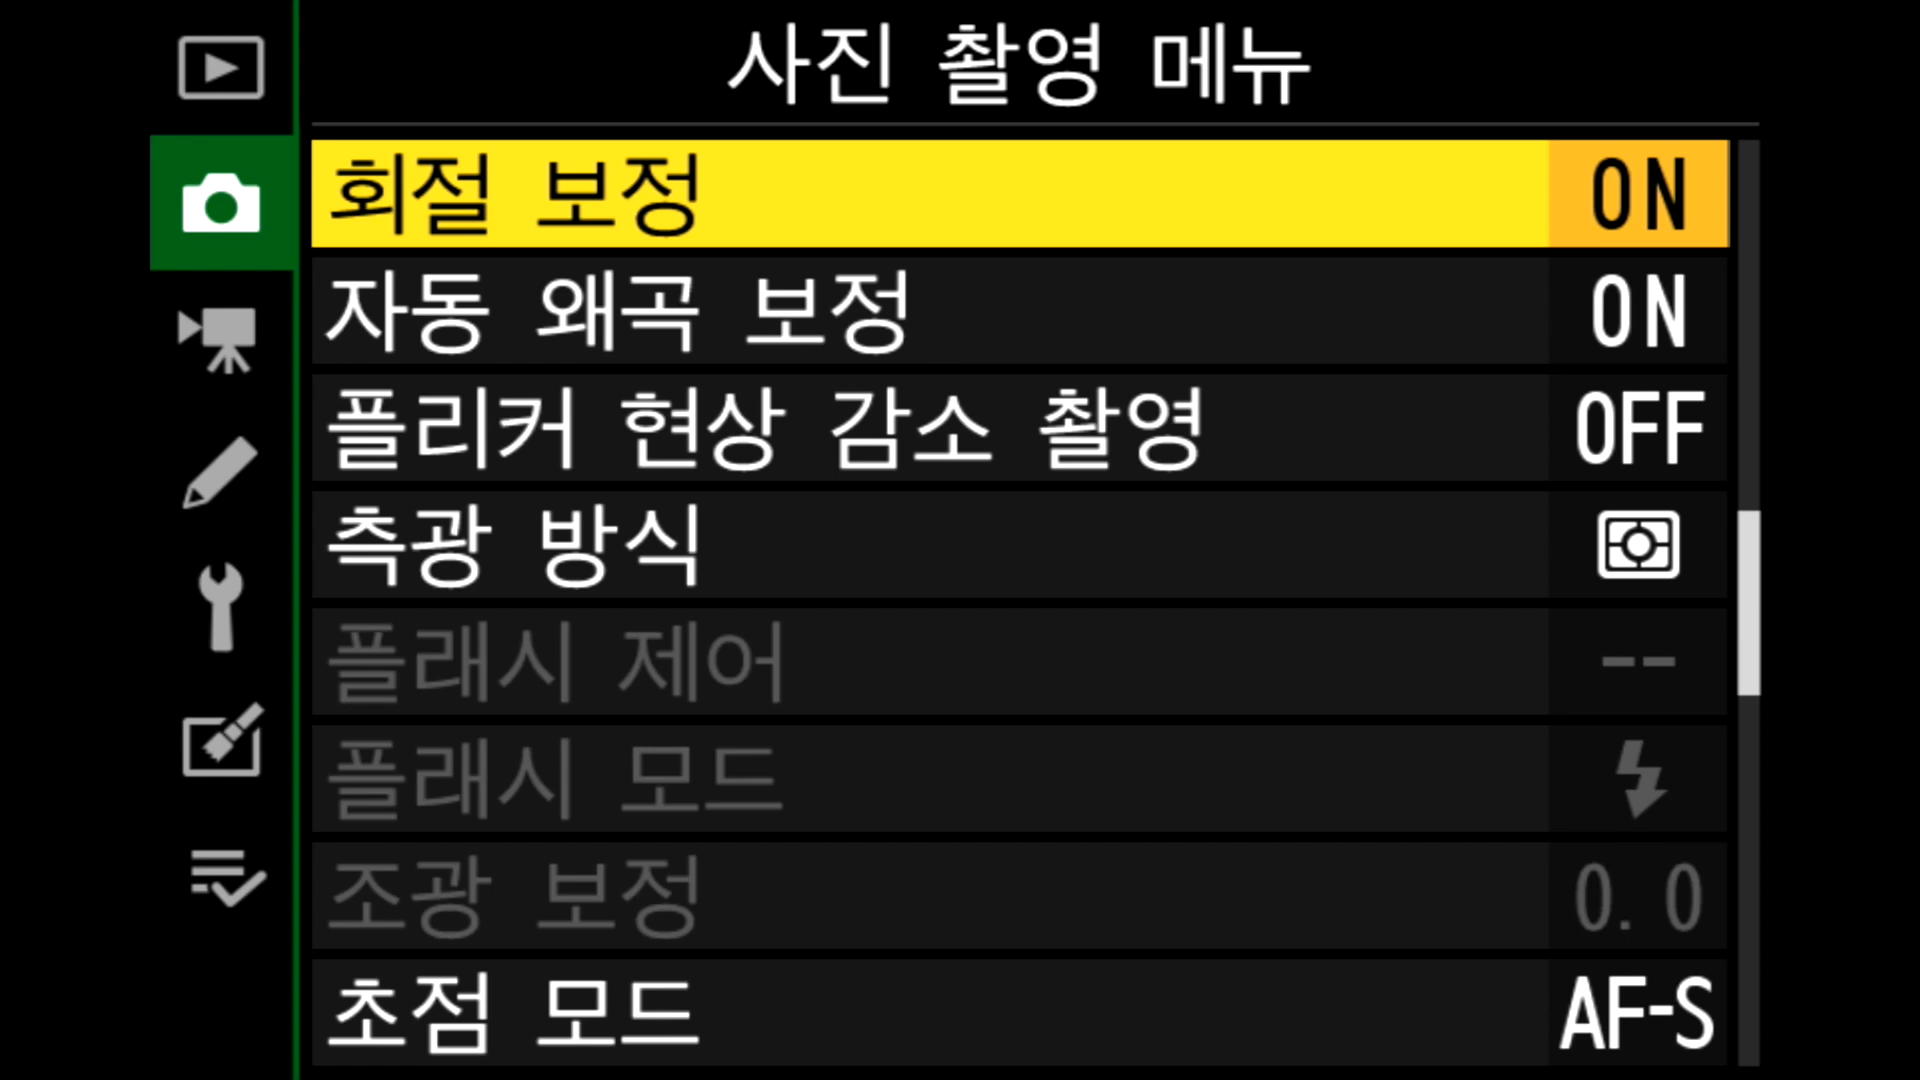 사진 촬영 메뉴
회절 보정 ON
자동 왜곡 보정 ON
플리커 현상 감소 촬영 OFF
측광 방식
플래시 제어 --
플래시 모드
조광 보정 0.0
초점 모드 AF-S